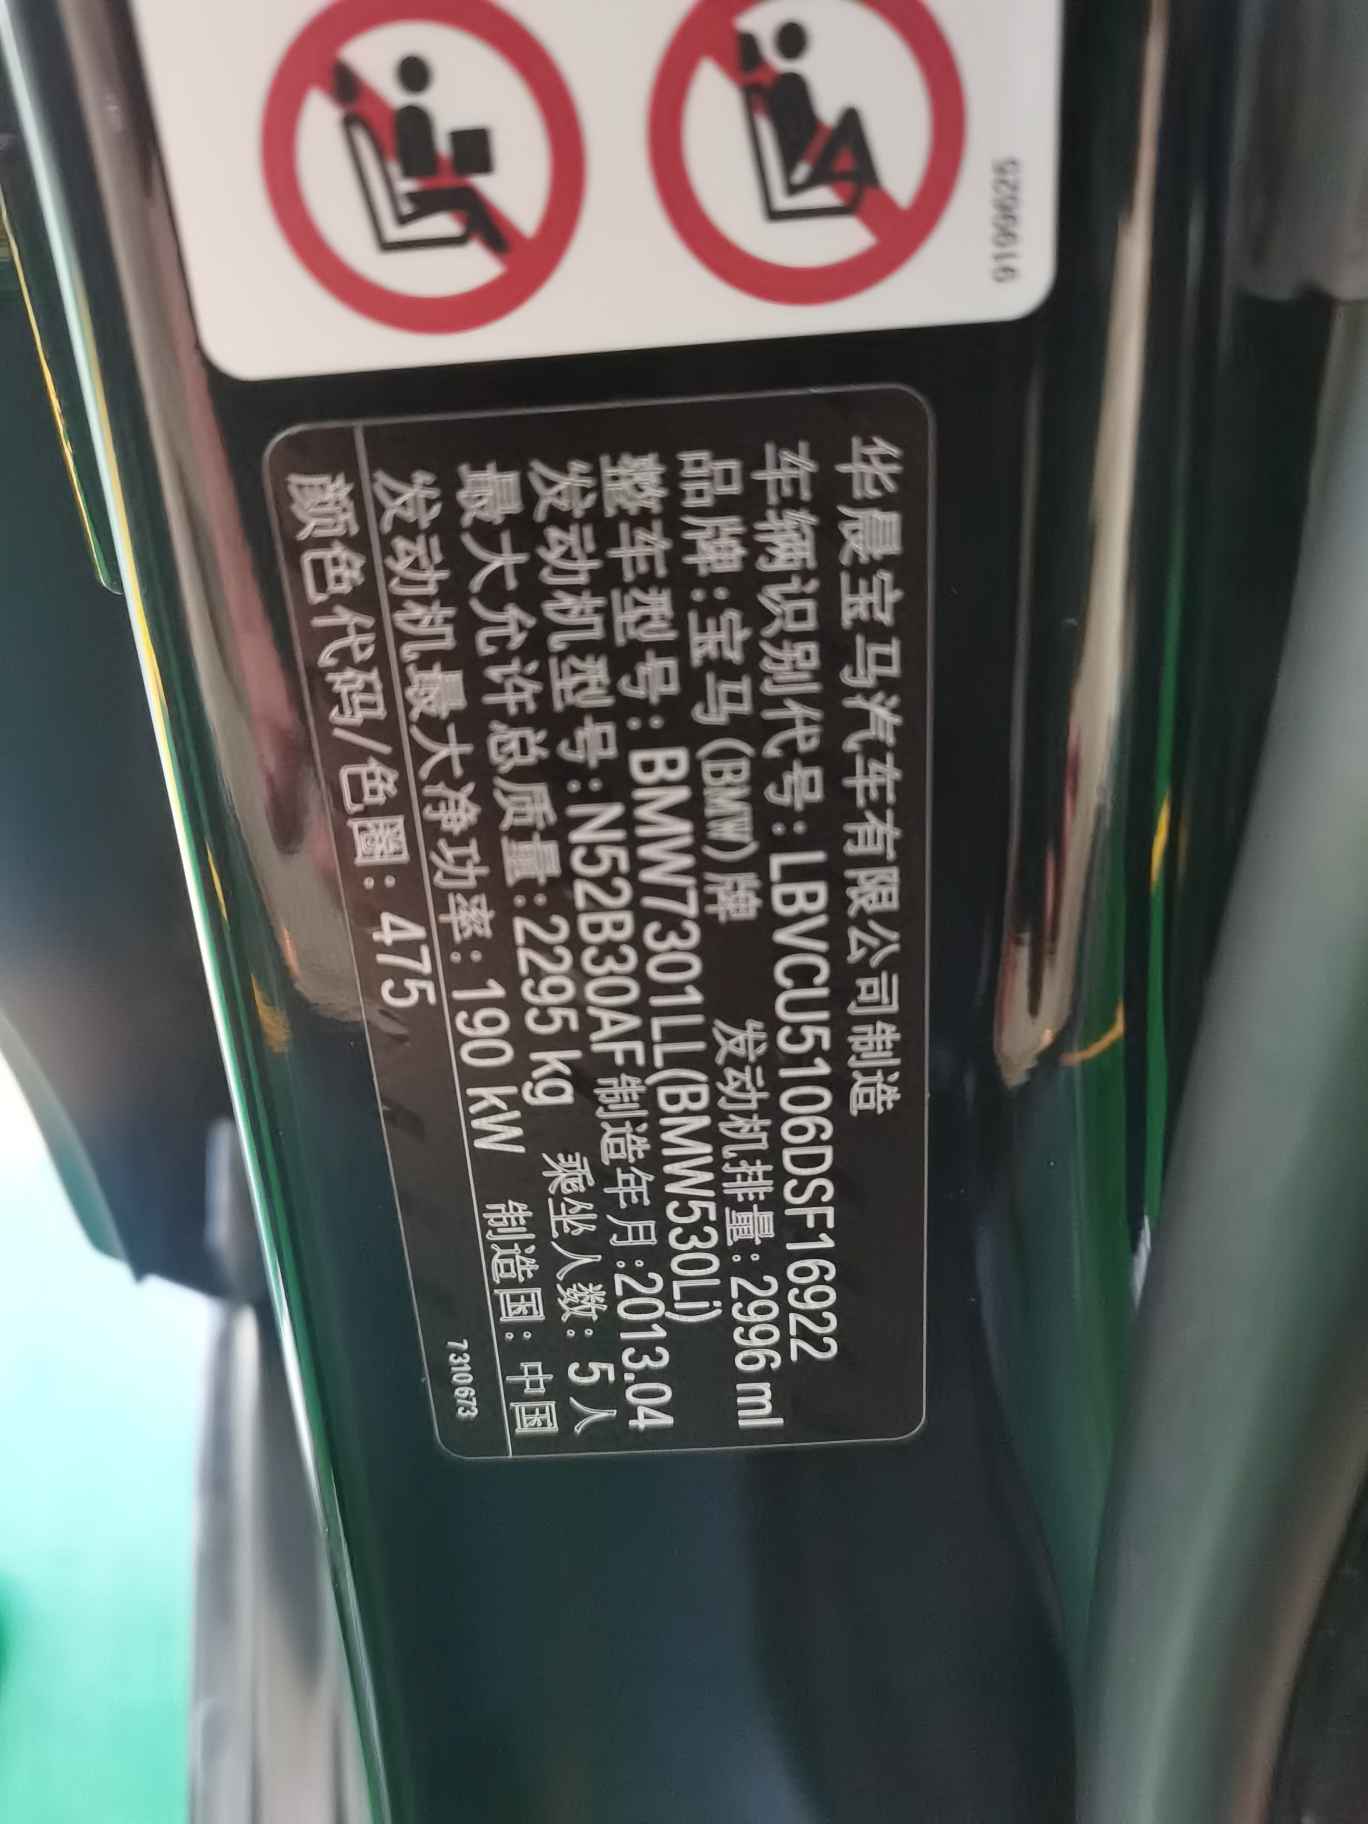 9199625
华晨宝马汽车有限公司制造
车辆识别代号:LBVCU5106DSF16922
品牌:宝马(BMW)牌 发动机排量:2996 ml
整车型号:BMW7301LL(BMW530Li)
发动机型号:N52B30AF 制造年月:2013.04
最大允许总质量:2295 kg 乘坐人数:5人
发动机最大净功率:190 kW 制造国:中国
颜色代码/色圈:475
7310673